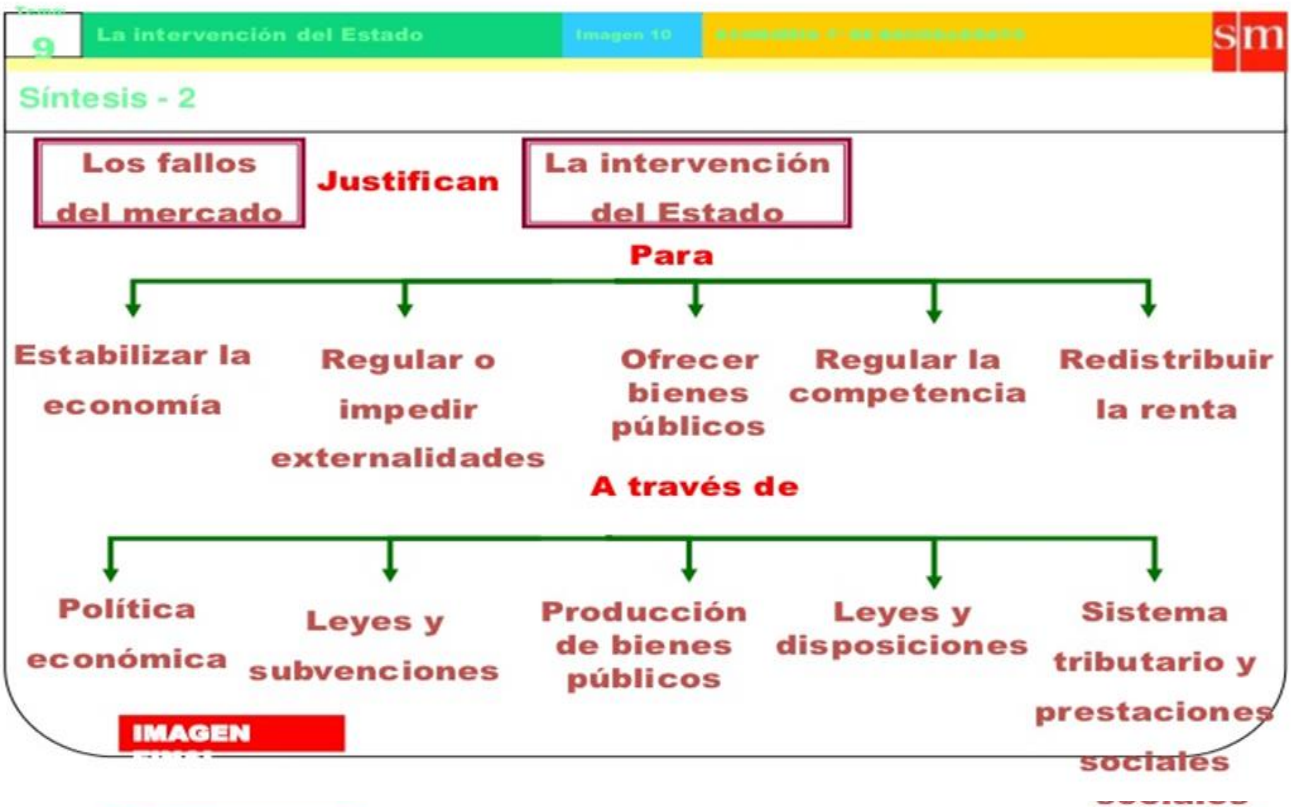 Tema:
9
La intervención del Estado
Imagen 10
sm
Síntesis - 2
Los fallos
del mercado
Justifican
La intervención
del Estado
Para
Estabilizar la
economía
Regular o
impedir
externalidades
Ofrecer
bienes
públicos
Regular la
competencia
Redistribuir
la renta
A través de
Política
económica
Leyes y
subvenciones
Producción
de bienes
públicos
Leyes y
disposiciones
Sistema
tributario y
prestaciones
sociales
IMAGEN
FINAL